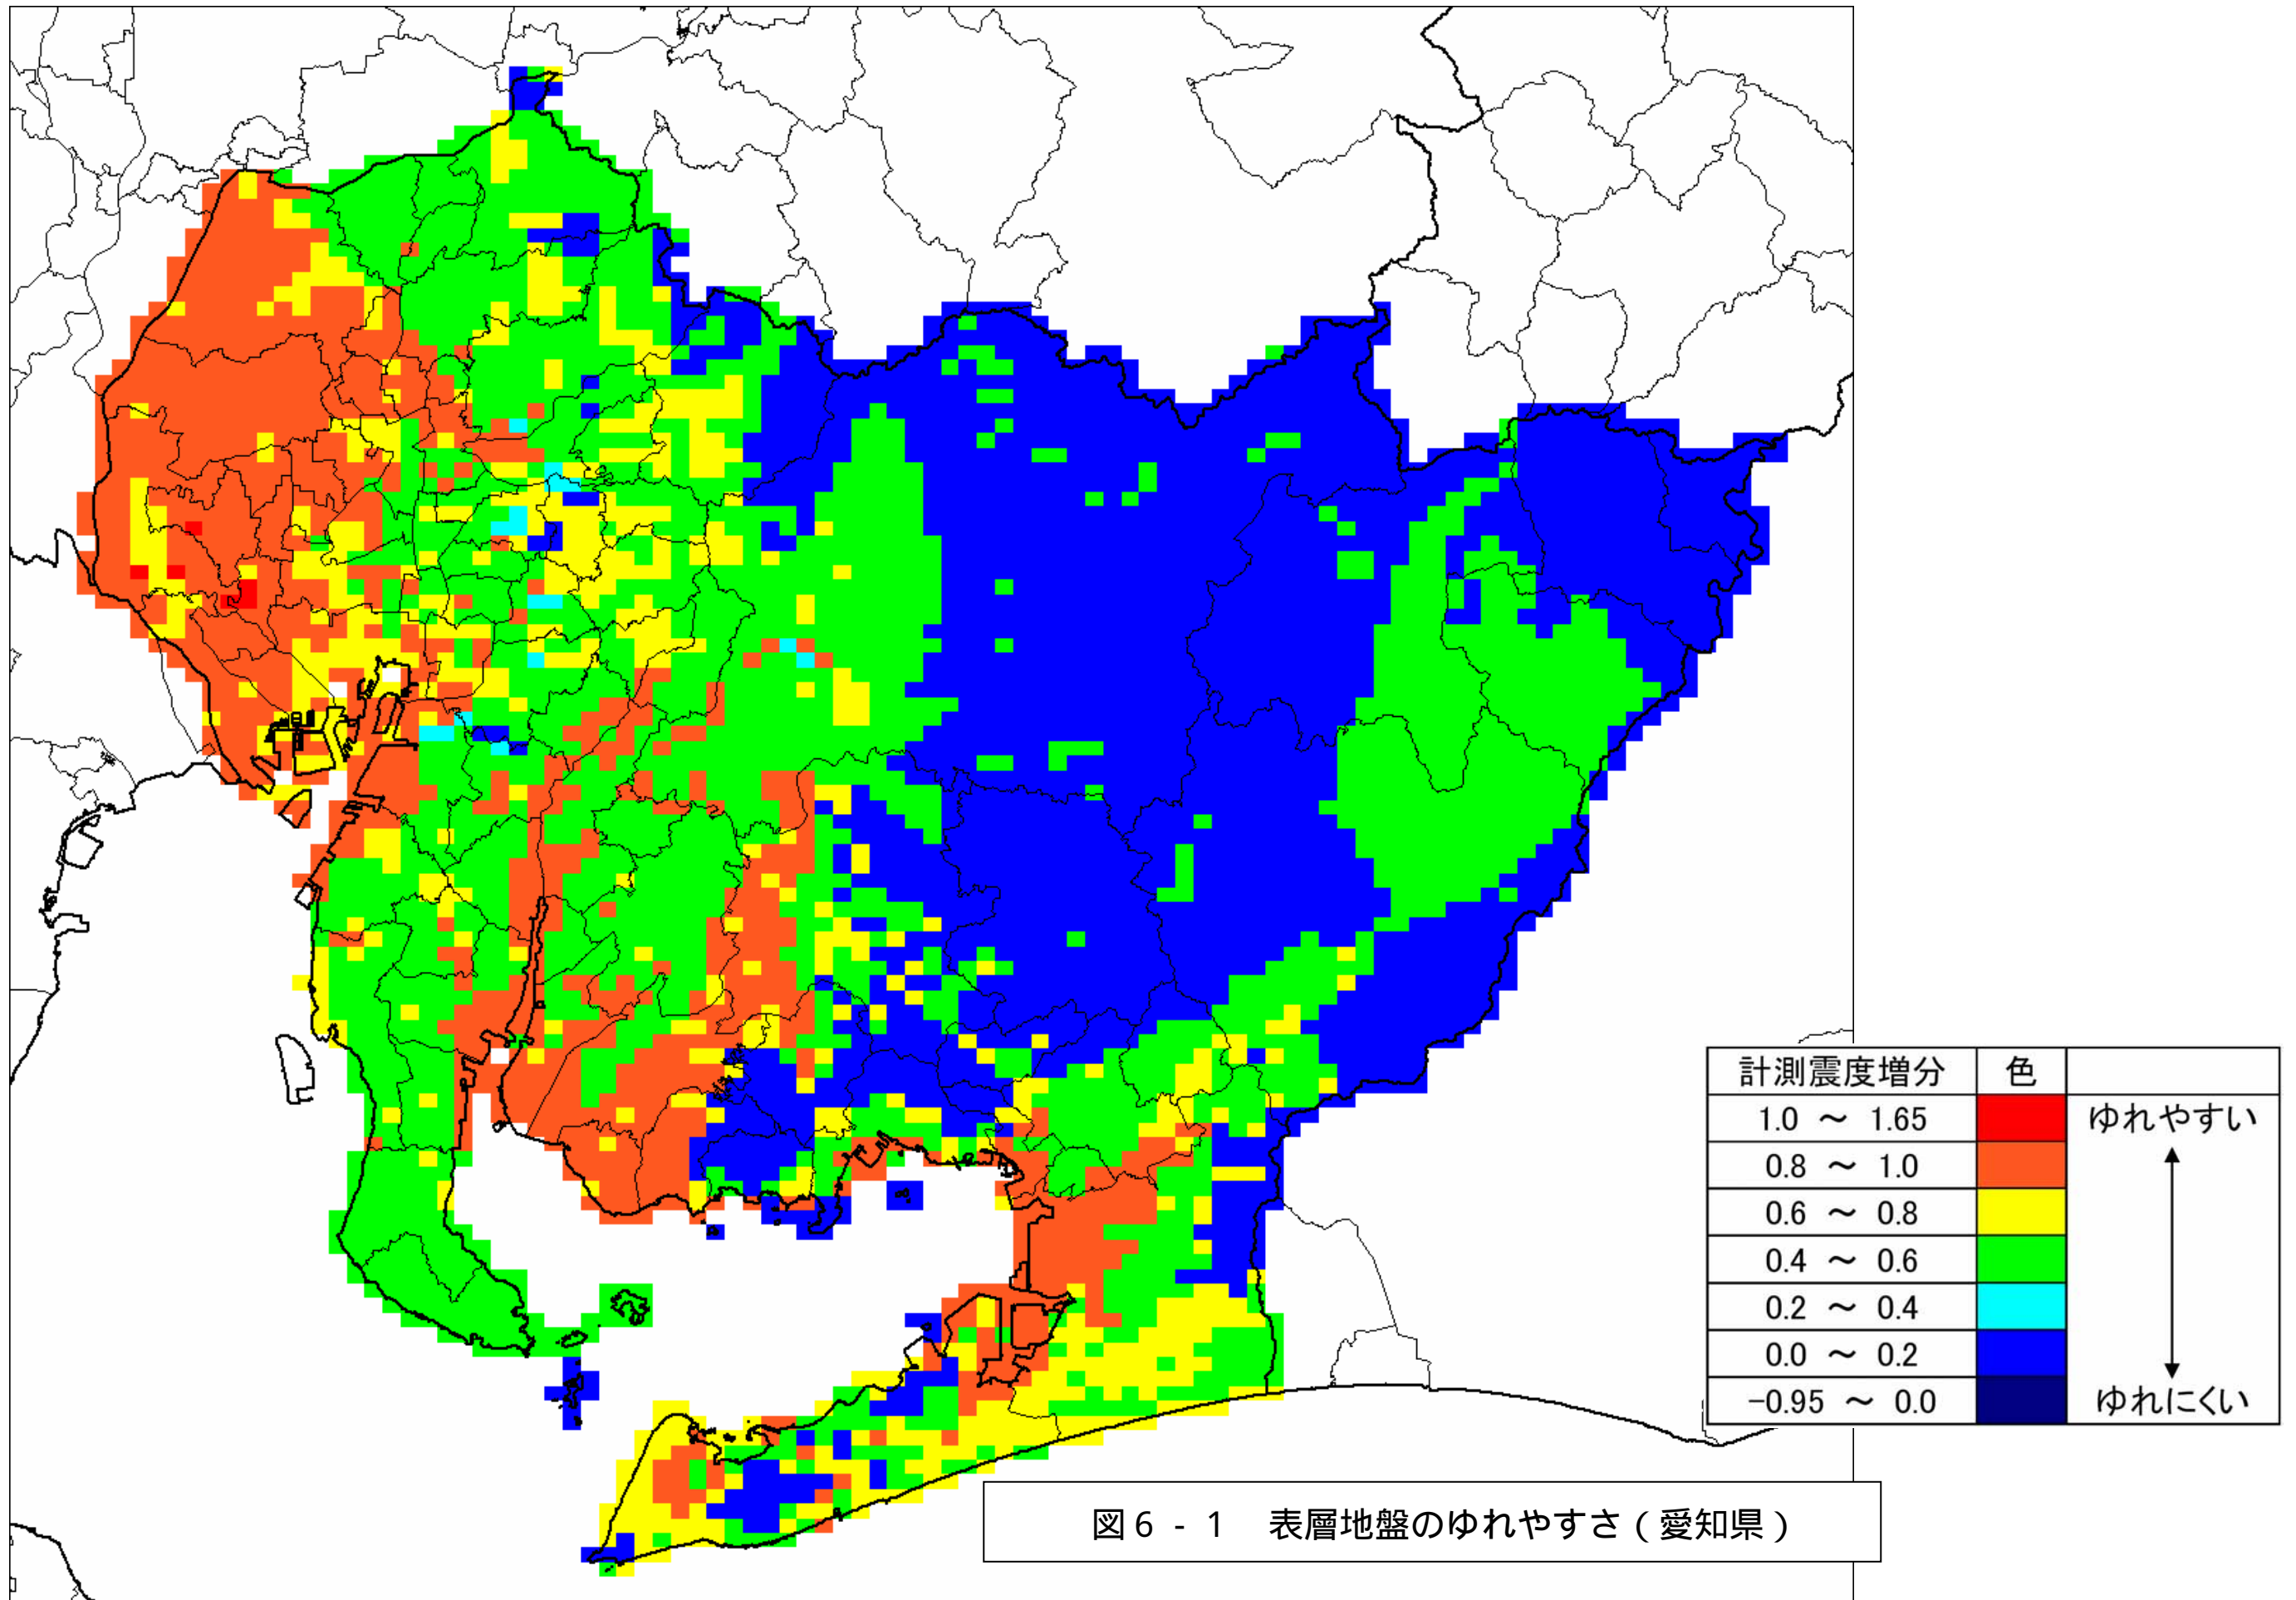 計測震度増分 色
1.0 ～ 1.65 ゆれやすい
0.8 ～ 1.0
0.6 ～ 0.8
0.4 ～ 0.6
0.2 ～ 0.4
0.0 ～ 0.2
-0.95 ～ 0.0 ゆれにくい
図６‐１　表層地盤のゆれやすさ（愛知県）